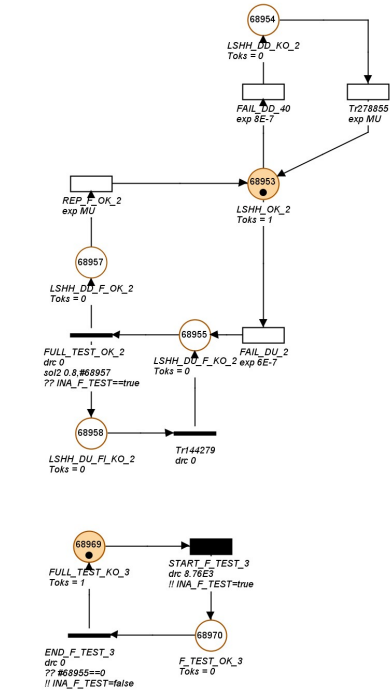 68954
LSHH_DD_KO_2
Toks = 0
FAIL_DD_40
exp 8E-7
Tr278855
exp MU
68953
LSHH_OK_2
Toks = 1
REP_F_OK_2
exp MU
68957
LSHH_DD_F_OK_2
Toks = 0
68955
LSHH_DU_F_KO_2
Toks = 0
FAIL_DU_2
exp 6E-7
FULL_TEST_OK_2
drc 0
sol2 0.8,#68957
?? INA_F_TEST==true
68958
LSHH_DU_FI_KO_2
Toks = 0
Tr144279
drc 0
68969
FULL_TEST_KO_3
Toks = 1
START_F_TEST_3
drc 8.76E3
!! INA_F_TEST=true
68970
F_TEST_OK_3
Toks = 0
END_F_TEST_3
drc 0
?? #68955==0
!! INA_F_TEST=false